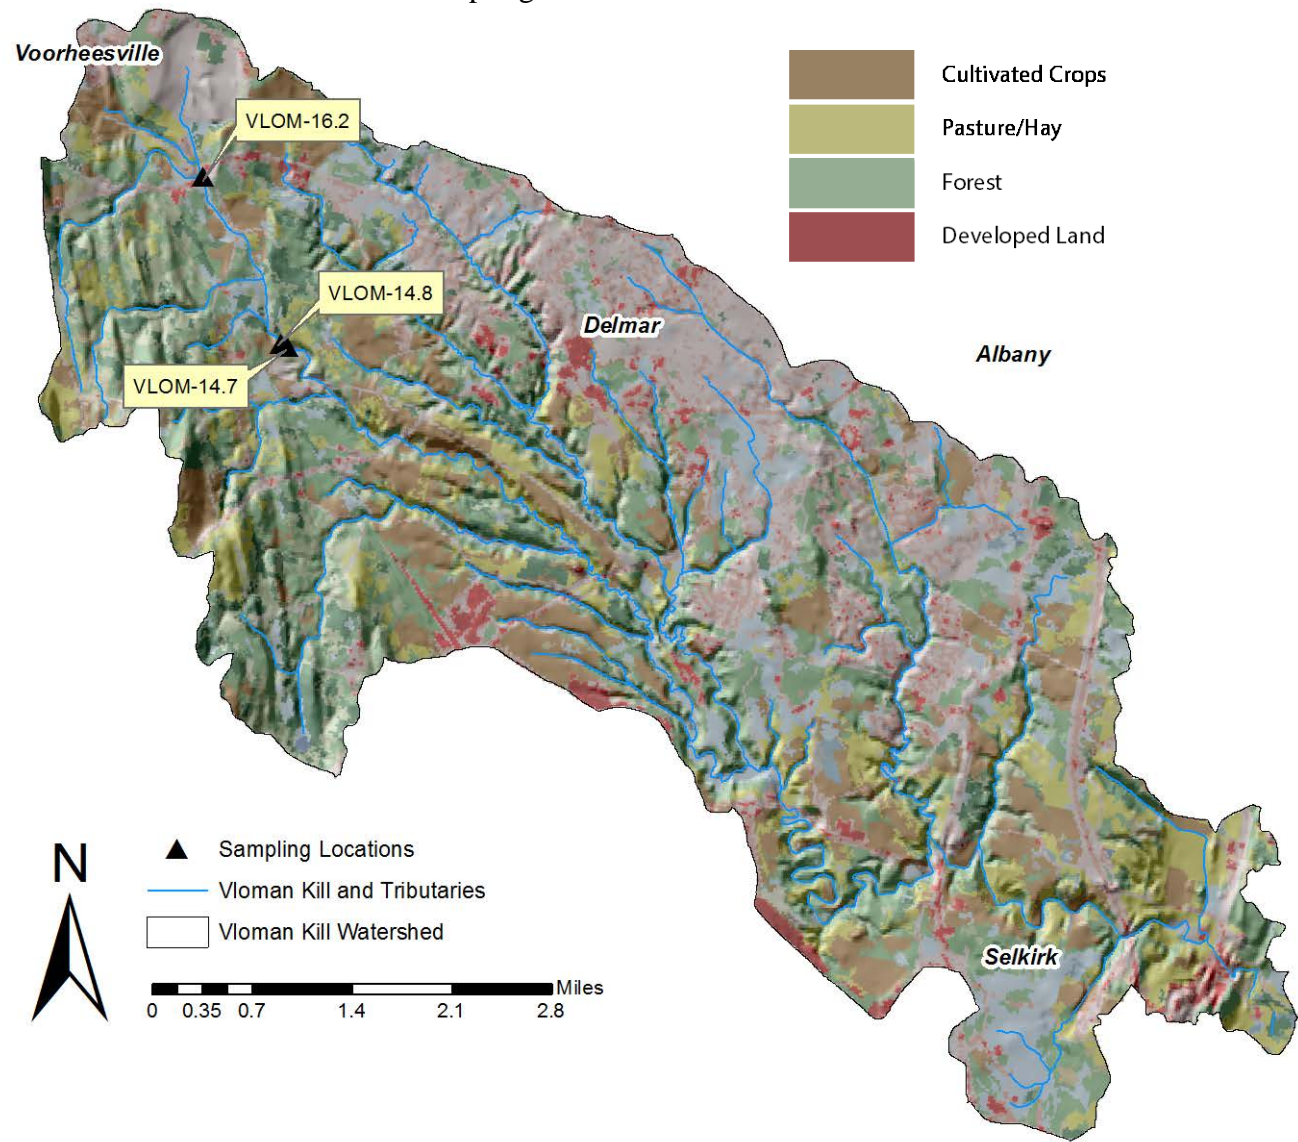 Voorheesville
VLOM-16.2
Cultivated Crops
Pasture/Hay
Forest
Developed Land
VLOM-14.8
Delmar
Albany
VLOM-14.7
N
Sampling Locations
Vloman Kill and Tributaries
Vloman Kill Watershed
Selkirk
Miles
0 0.35 0.7 1.4 2.1 2.8